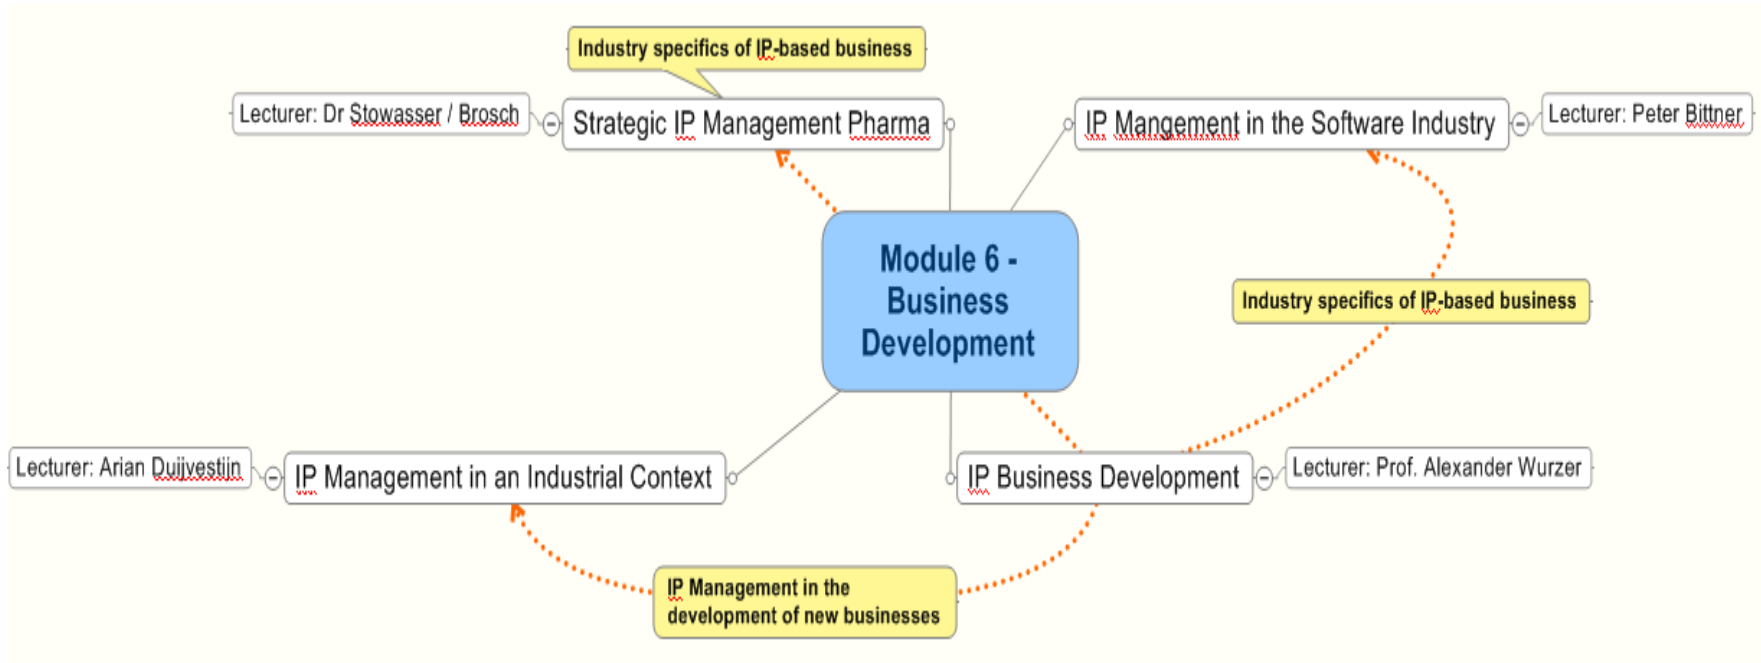 Industry specifics of IP-based business
Lecturer: Dr Stowasser / Brosch
Strategic IP Management Pharma
IP Mangement in the Software Industry
Lecturer: Peter Bittner
Module 6 -
Business
Development
Industry specifics of IP-based business
Lecturer: Arian Duijvestijn
IP Management in an Industrial Context
IP Business Development
Lecturer: Prof. Alexander Wurzer
IP Management in the
development of new businesses